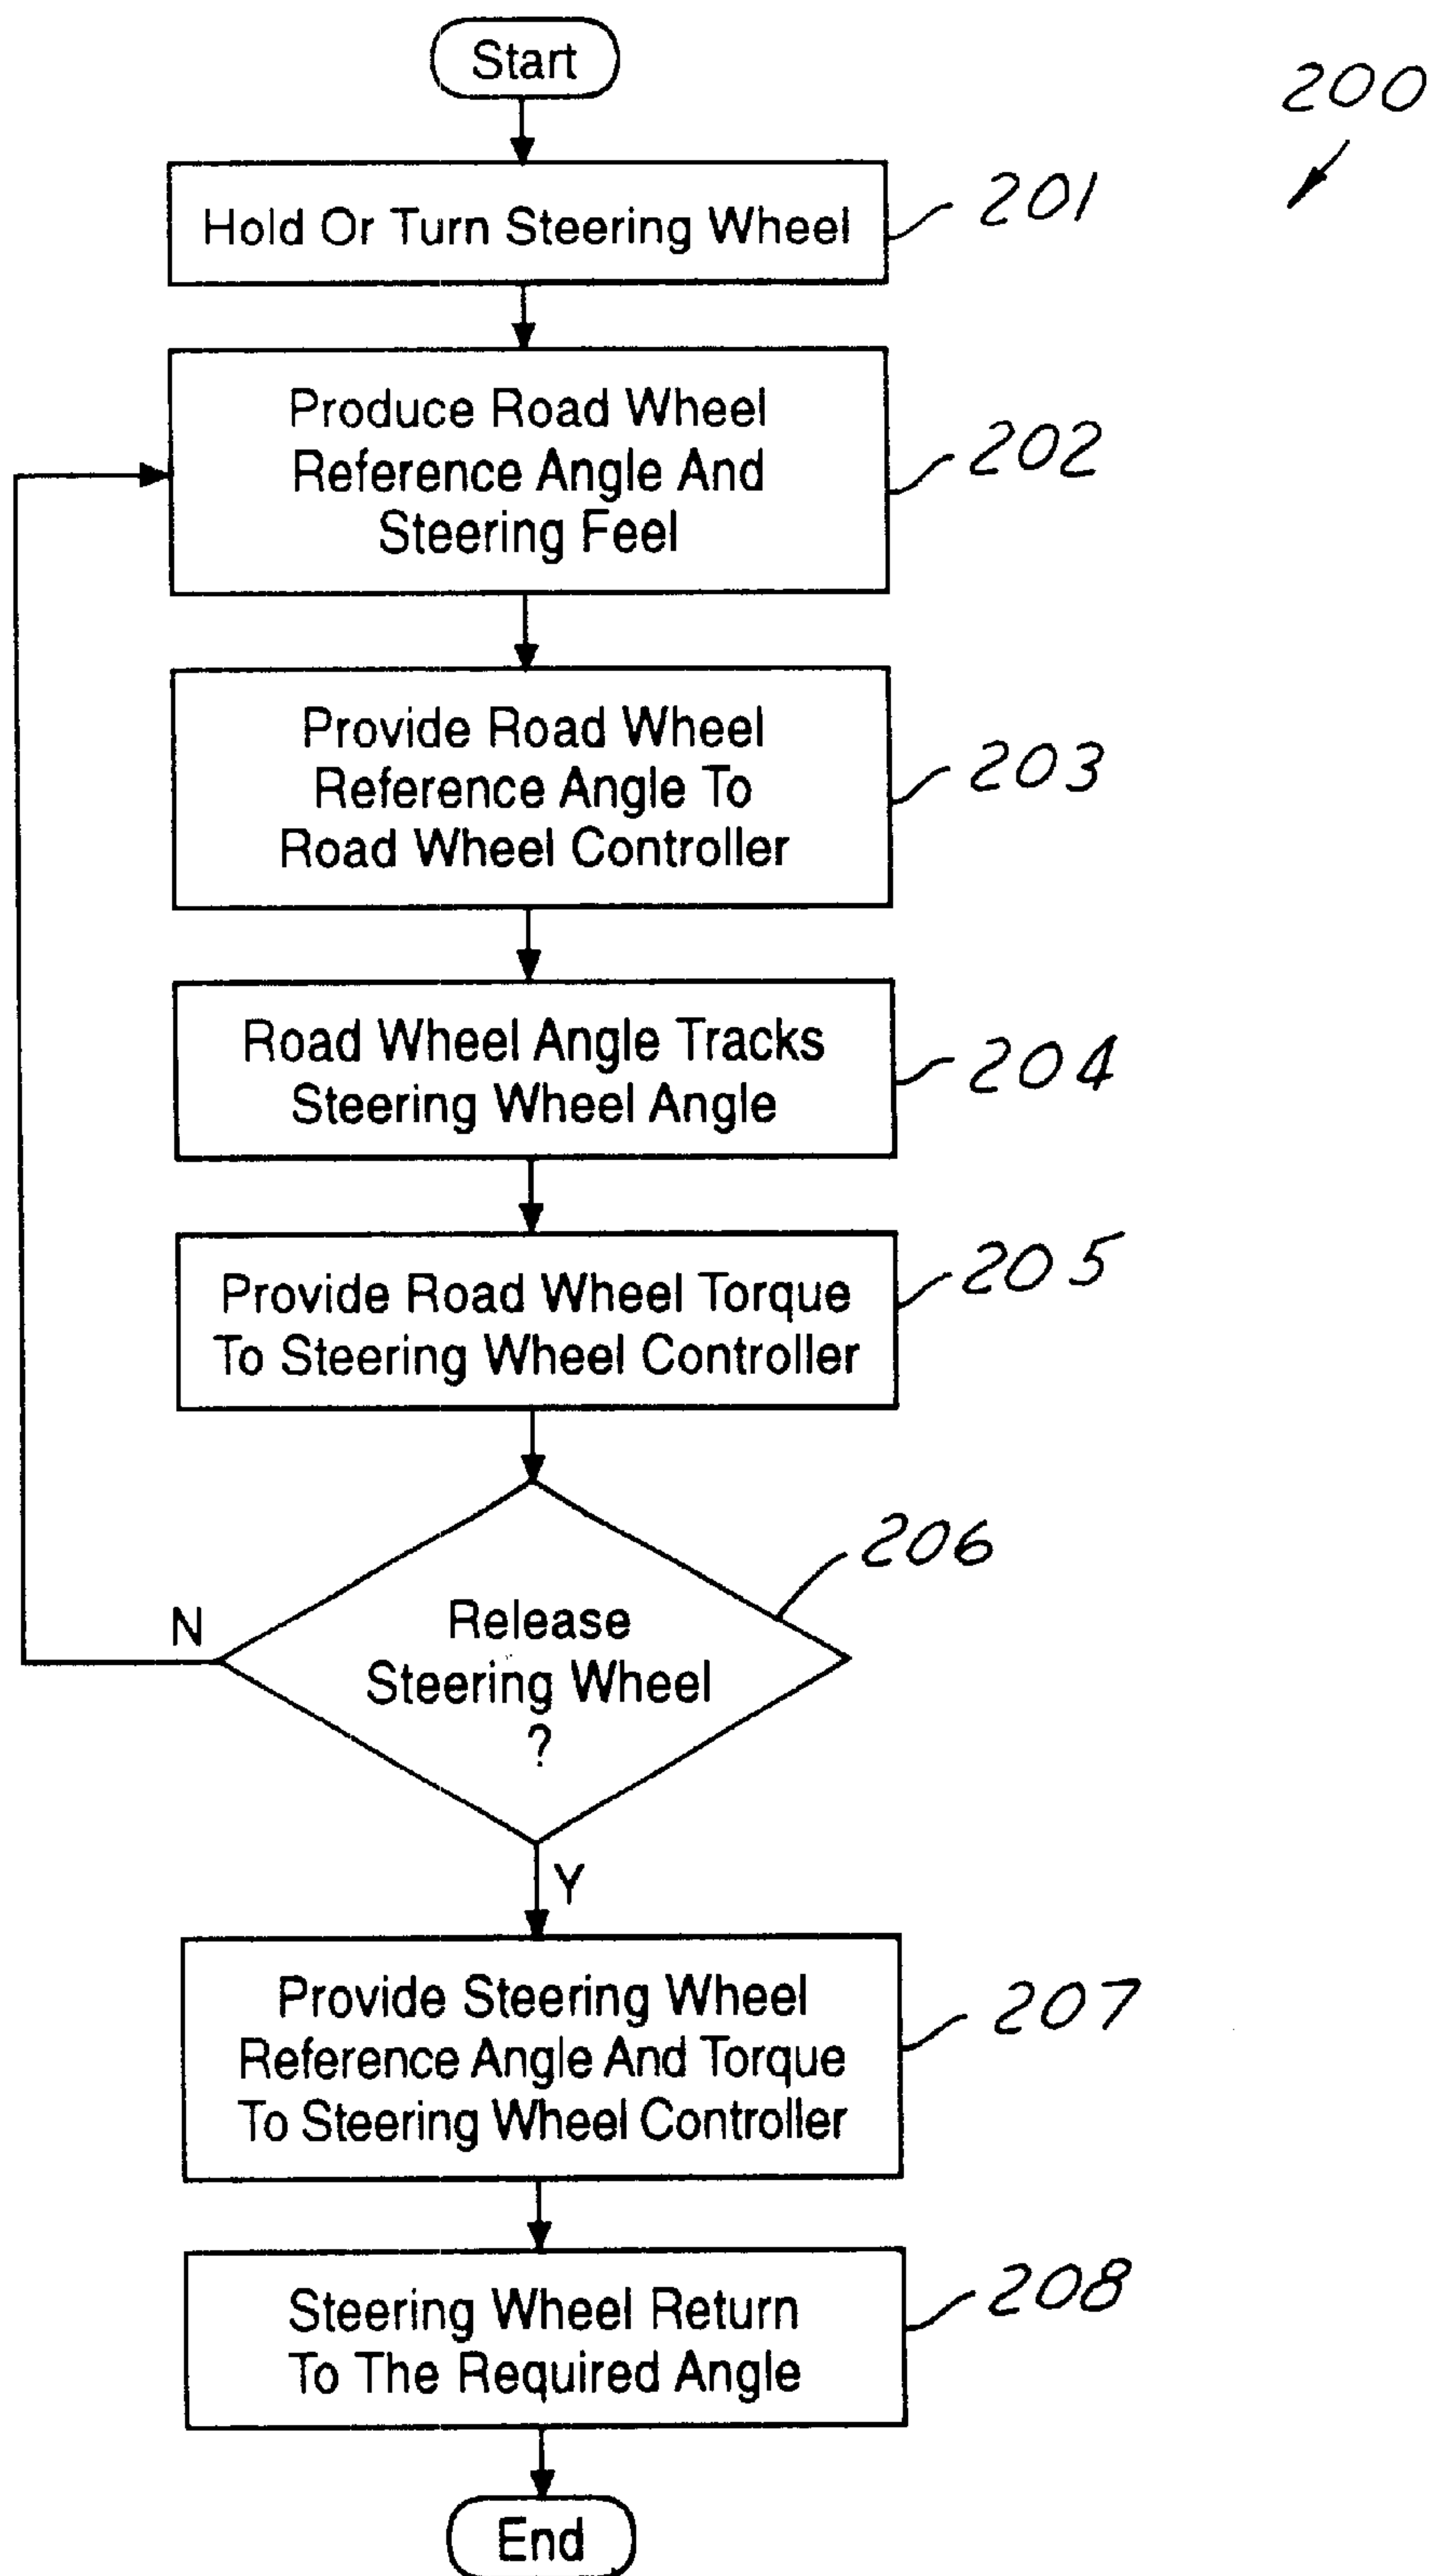 Start
200
Hold Or Turn Steering Wheel
201
Produce Road Wheel
Reference Angle And
Steering Feel
202
Provide Road Wheel
Reference Angle To
Road Wheel Controller
203
Road Wheel Angle Tracks
Steering Wheel Angle
204
Provide Road Wheel Torque
To Steering Wheel Controller
205
Release
Steering Wheel
?
206
N
Y
Provide Steering Wheel
Reference Angle And Torque
To Steering Wheel Controller
207
Steering Wheel Return
To The Required Angle
208
End